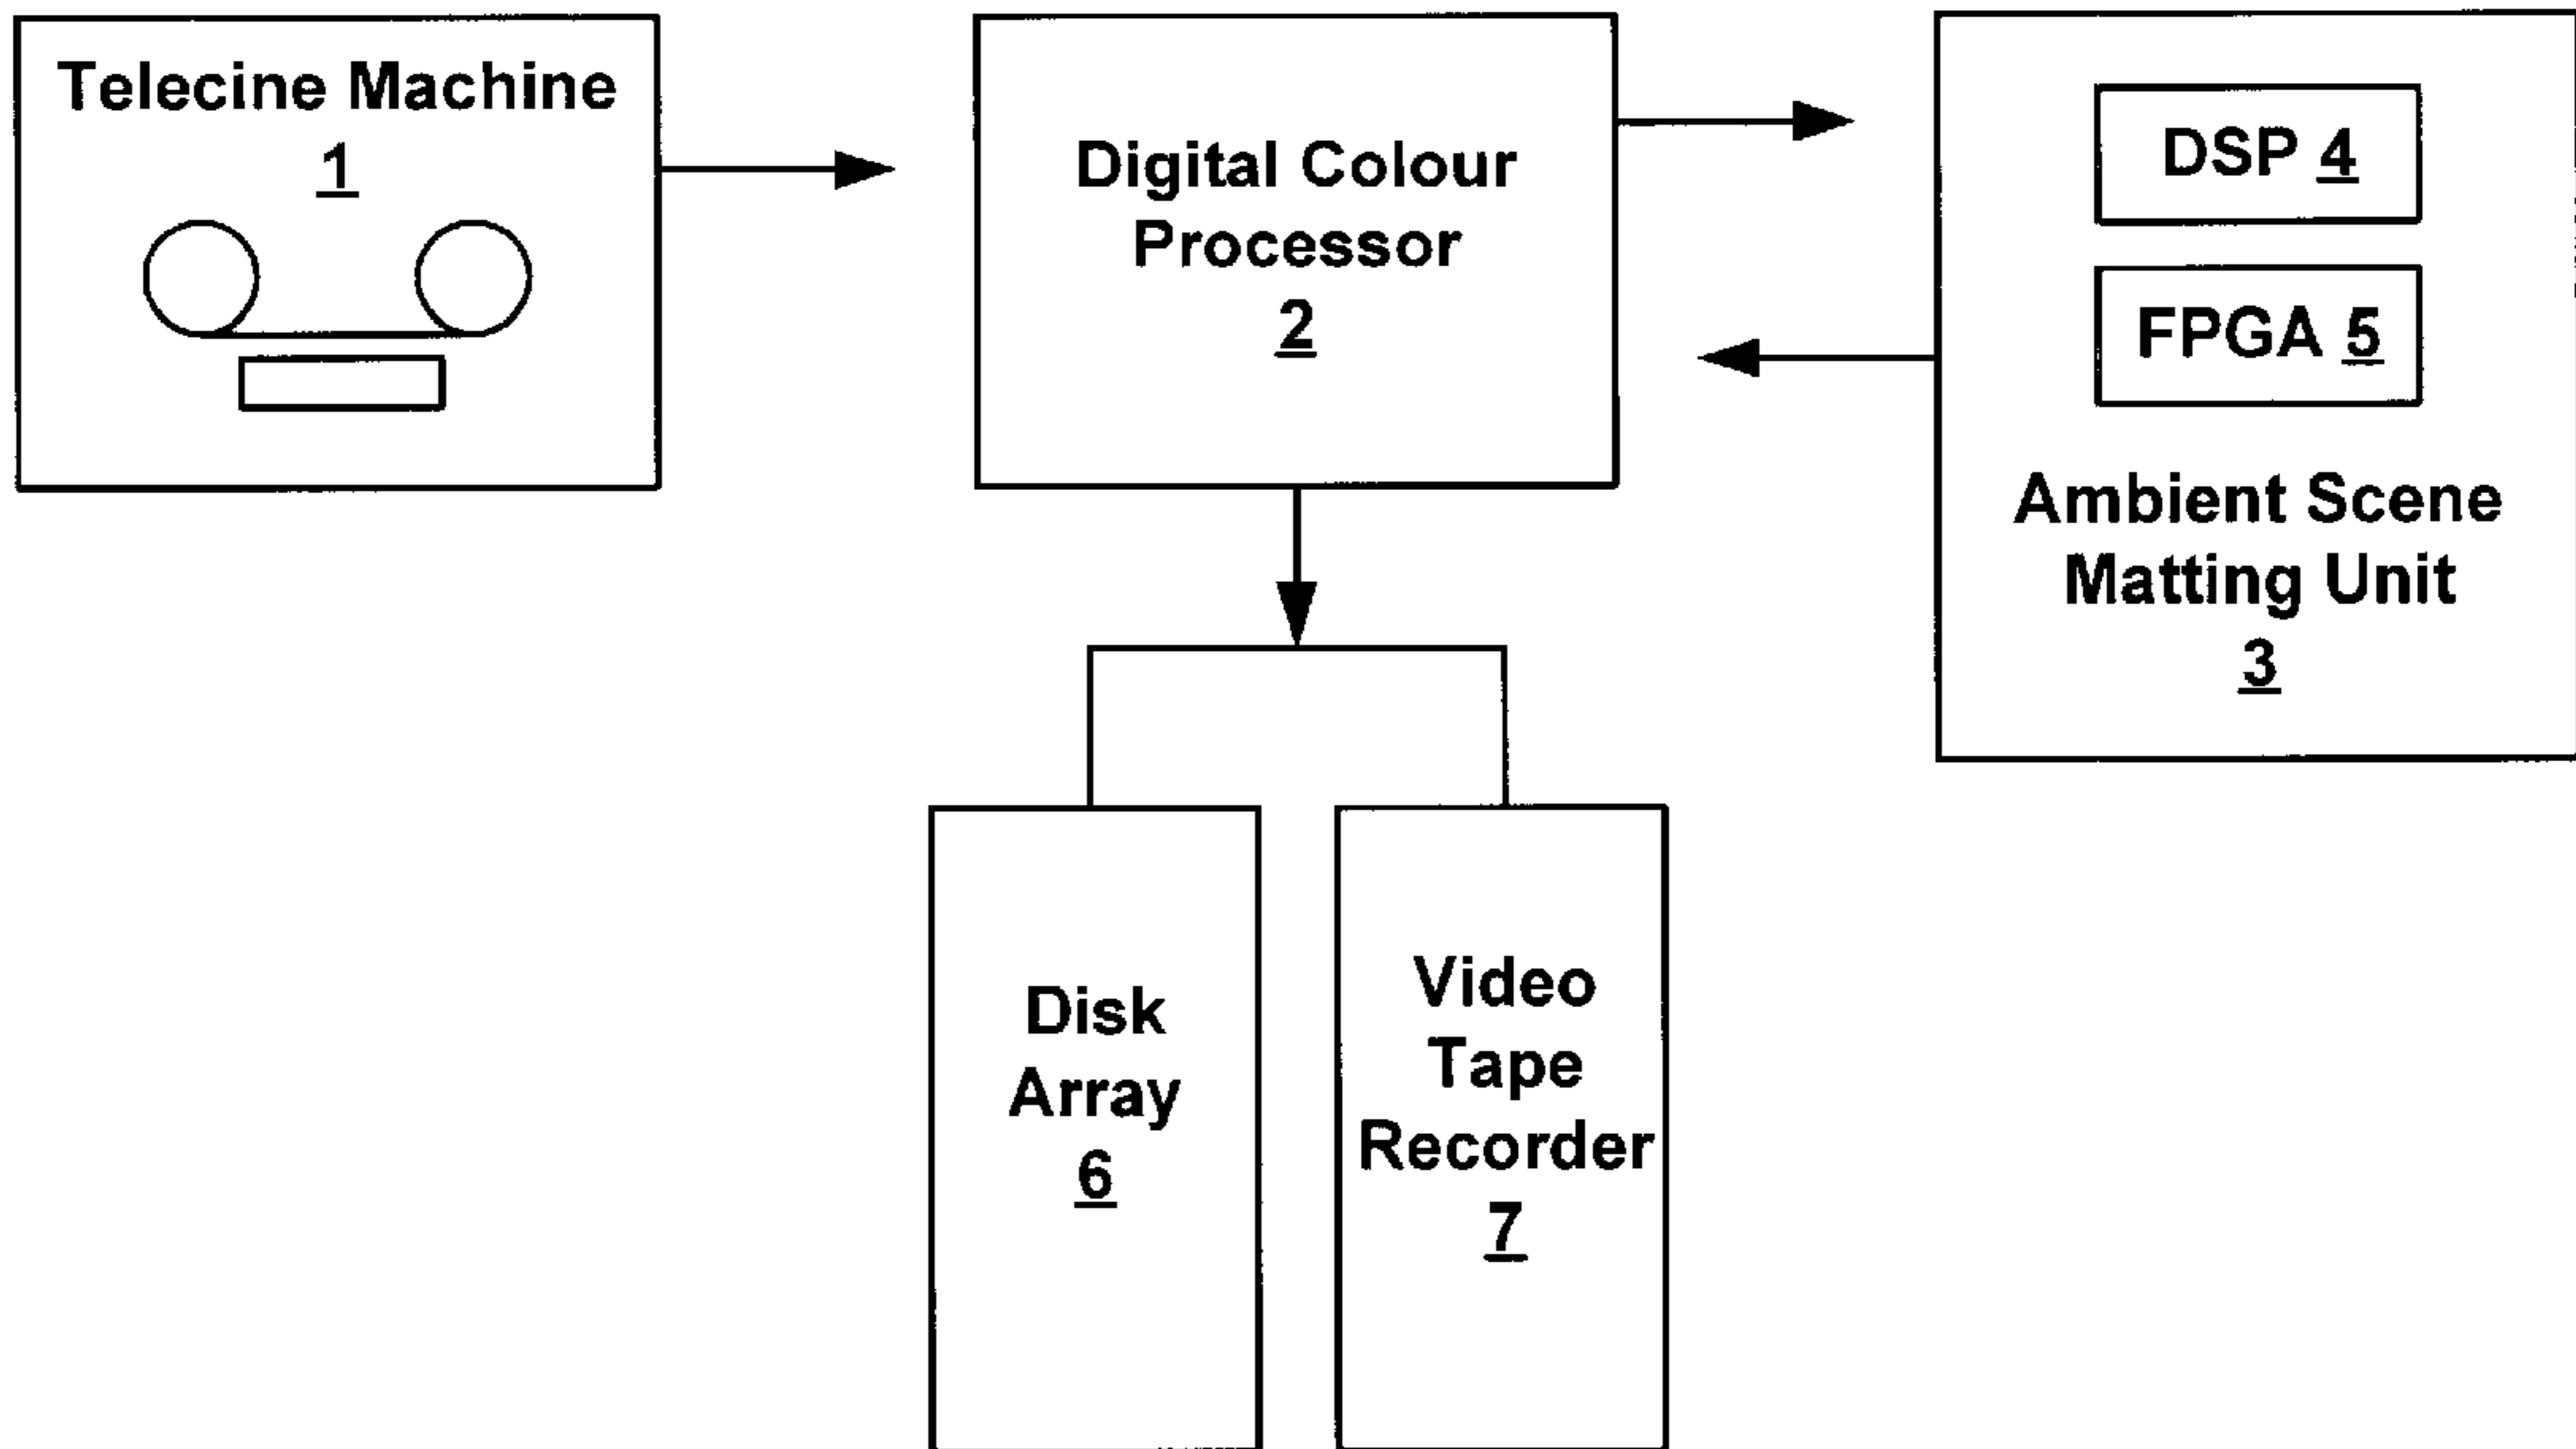 Telecine Machine
1
Digital Colour
Processor
2
DSP 4
FPGA 5
Ambient Scene
Matting Unit
3
Disk
Array
6
Video
Tape
Recorder
7